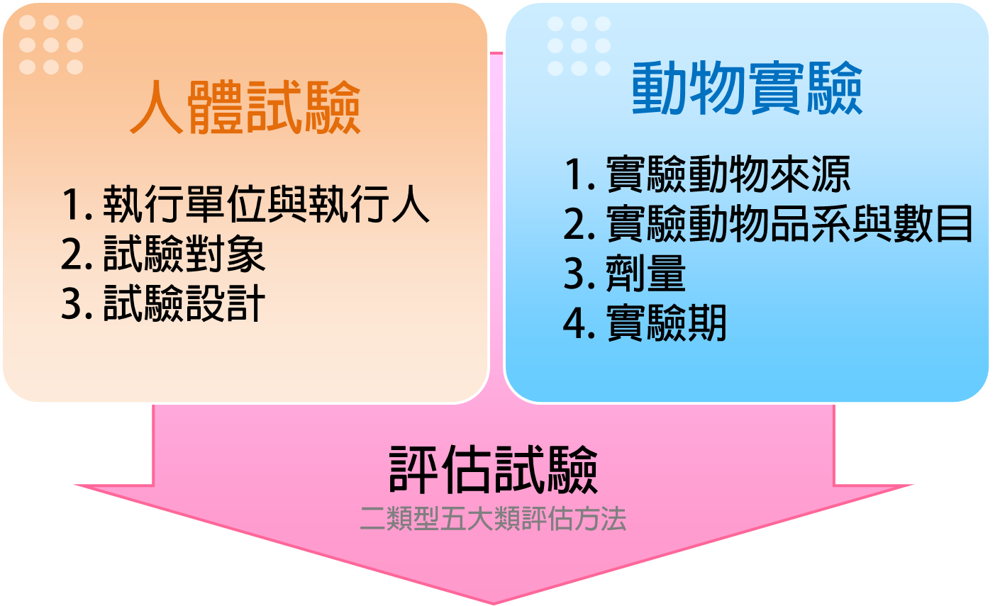 人體試驗
1. 執行單位與執行人
2. 試驗對象
3. 試驗設計
動物實驗
1. 實驗動物來源
2. 實驗動物品系與數目
3. 劑量
4. 實驗期
評估試驗
二類型五大類評估方法